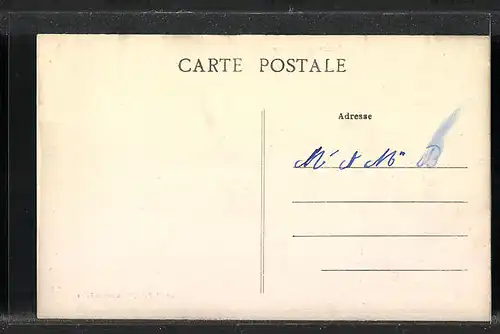 CARTE POSTALE
Adresse
Mr & Mme B